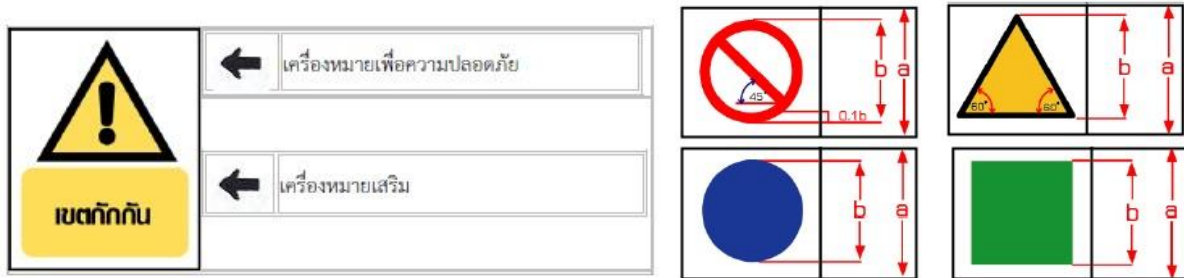 เครื่องหมายเพื่อความปลอดภัย
เครื่องหมายเสริม
เขตกักกัน
45°
0.1b
b
a
60°
60°
b
a
b
a
b
a